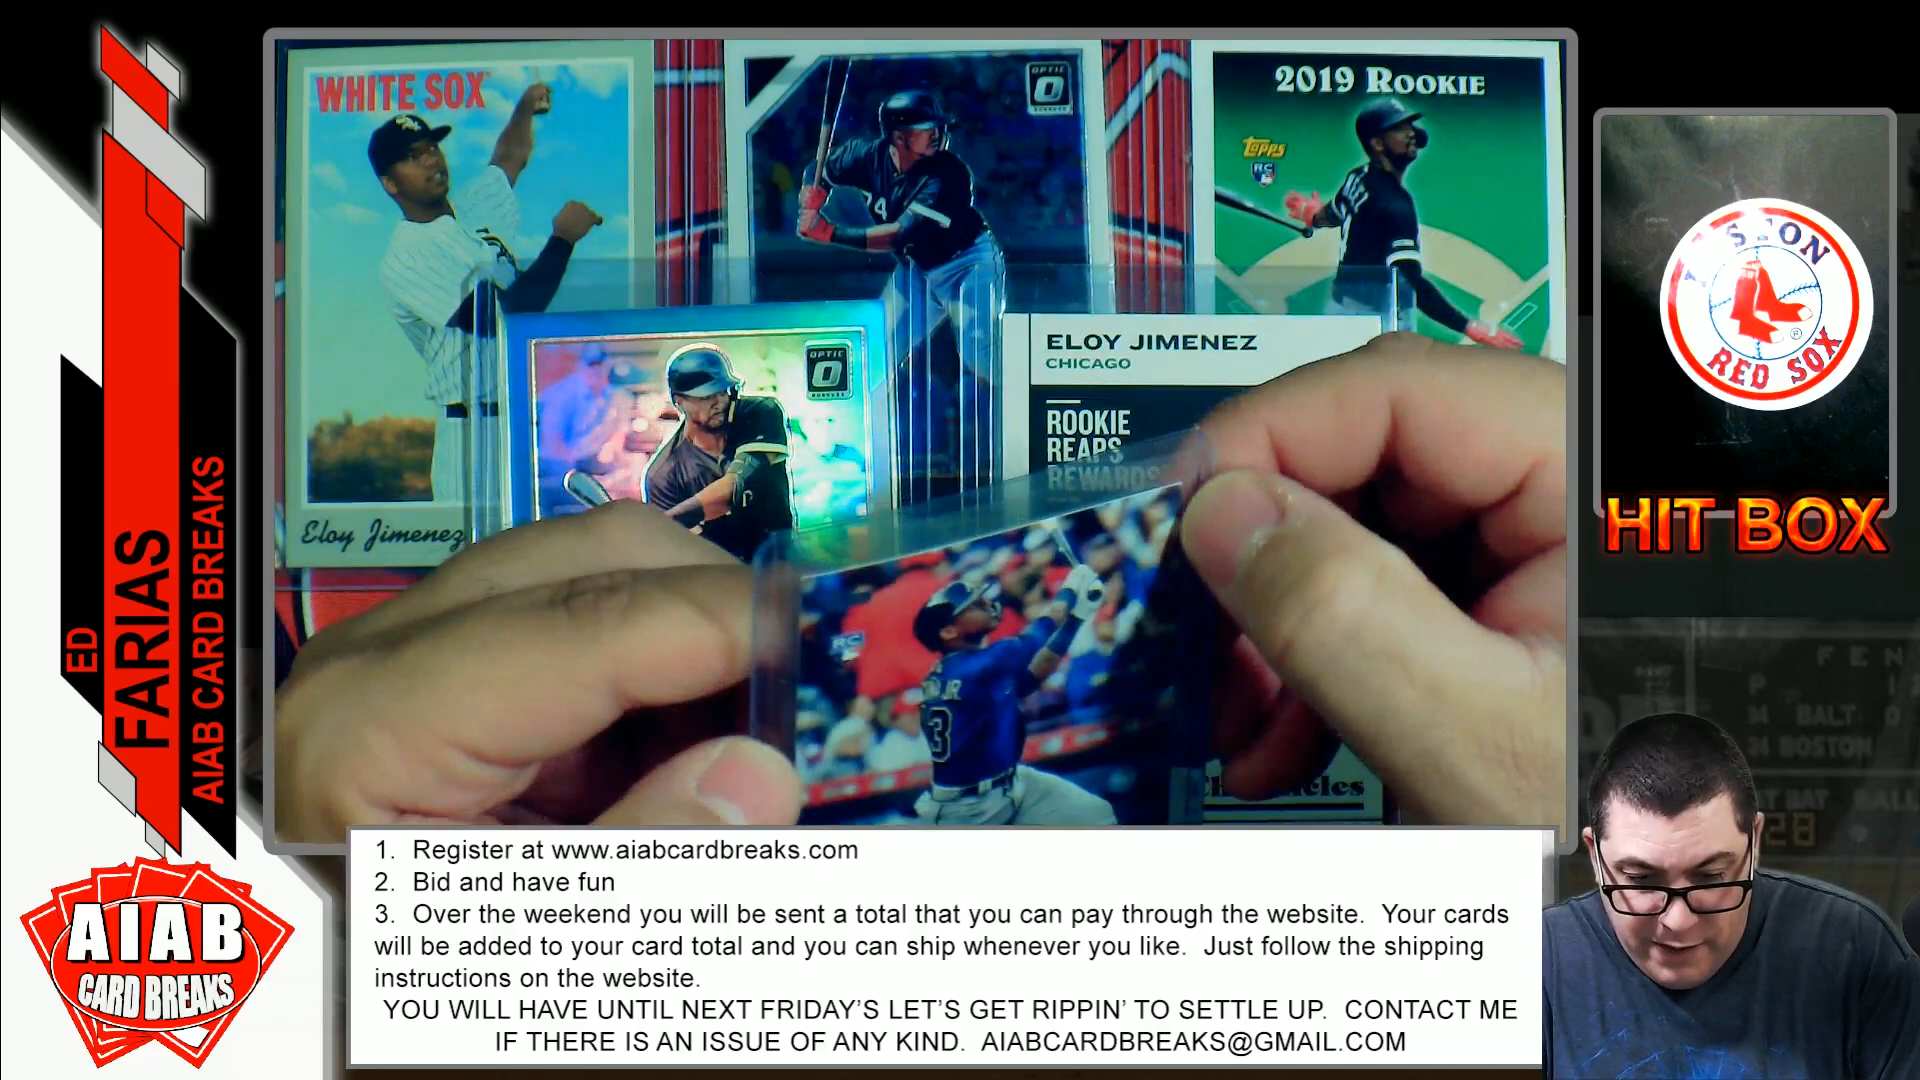 ED
FARIAS
AIAB CARD BREAKS
AIAB
CARD BREAKS
WHITE SOX
Eloy Jimenez
OPTIC
2019 ROOKIE
TOPPS
RC
OPTIC
ELOY JIMENEZ
CHICAGO
ROOKIE
REAPS
REWARDS
RC
JR
3
RED SOX
HIT BOX
1. Register at www.aiabcardbreaks.com
2. Bid and have fun
3. Over the weekend you will be sent a total that you can pay through the website. Your cards
will be added to your card total and you can ship whenever you like. Just follow the shipping
instructions on the website.
YOU WILL HAVE UNTIL NEXT FRIDAY'S LET'S GET RIPPIN' TO SETTLE UP. CONTACT ME
IF THERE IS AN ISSUE OF ANY KIND. AIABCARDBREAKS@GMAIL.COM